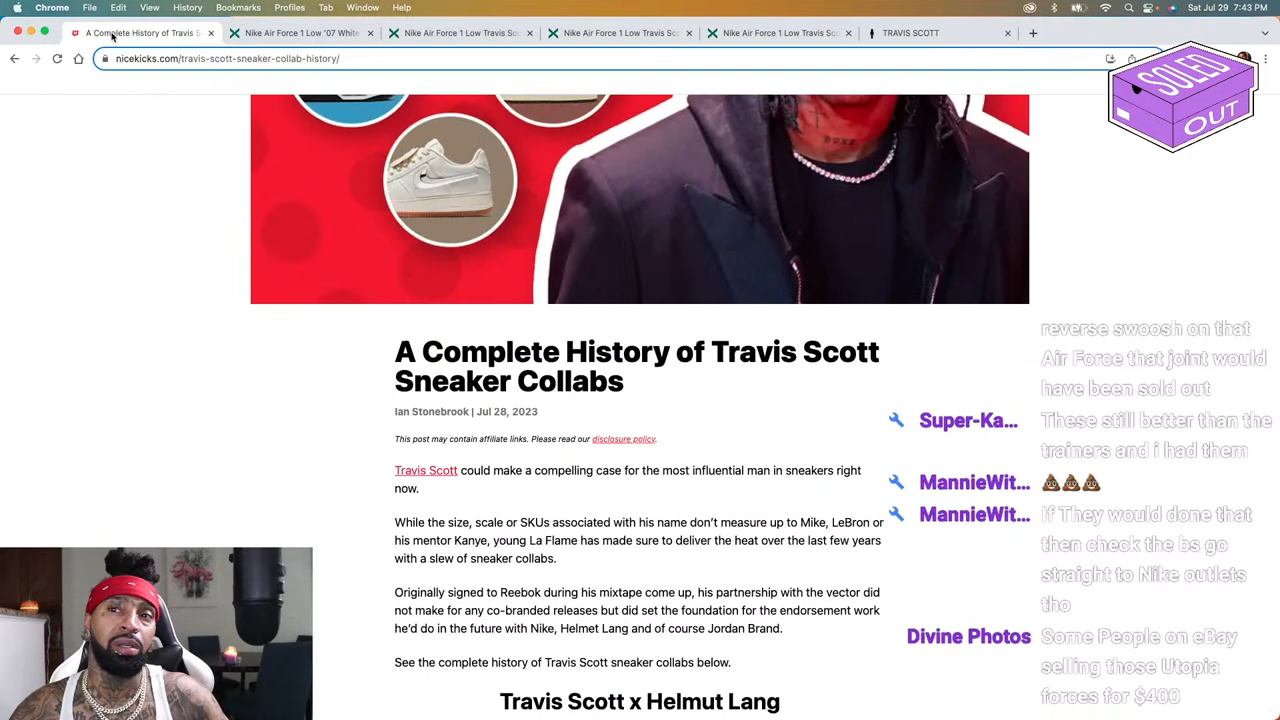 Chrome File Edit View History Bookmarks Profiles Tab Window Help Sat Jul 29 7:43 PM
A Complete History of Travis S Nike Air Force 1 Low '07 White Nike Air Force 1 Low Travis Sco Nike Air Force 1 Low Travis Sco Nike Air Force 1 Low Travis Sco TRAVIS SCOTT
nicekicks.com/travis-scott-sneaker-collab-history/
SOLED
OUT
A Complete History of Travis Scott
Sneaker Collabs
Ian Stonebrook | Jul 28, 2023
This post may contain affiliate links. Please read our disclosure policy.
Travis Scott could make a compelling case for the most influential man in sneakers right
now.
While the size, scale or SKUs associated with his name don't measure up to Mike, LeBron or
his mentor Kanye, young La Flame has made sure to deliver the heat over the last few years
with a slew of sneaker collabs.
Originally signed to Reebok during his mixtape come up, his partnership with the vector did
not make for any co-branded releases but did set the foundation for the endorsement work
he'd do in the future with Nike, Helmet Lang and of course Jordan Brand.
See the complete history of Travis Scott sneaker collabs below.
Travis Scott x Helmut Lang
reverse swoosh on that
Air Force that joint would
have been sold out
Super-Ka... These still better than the
trainers and i had them
MannieWit... 💩💩💩
MannieWit... If They would done that
then check the bs go
straight to Nike outlets
tho
Divine Photos Some People on eBay
selling those Utopia
forces for $400